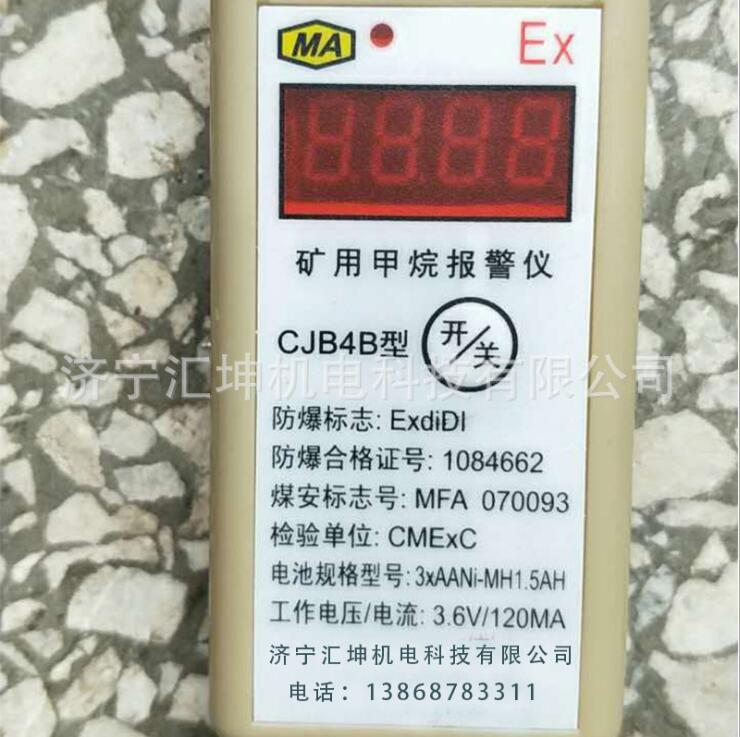 MA Ex
8888
矿用甲烷报警仪
CJB4B型 开/关
济宁汇坤机电科技有限公司
防爆标志: ExdiDI
防爆合格证号: 1084662
煤安标志号: MFA 070093
检验单位: CMExC
电池规格型号: 3xAANi-MH1.5AH
工作电压/电流: 3.6V/120MA
济宁汇坤机电科技有限公司
电话: 13868783311